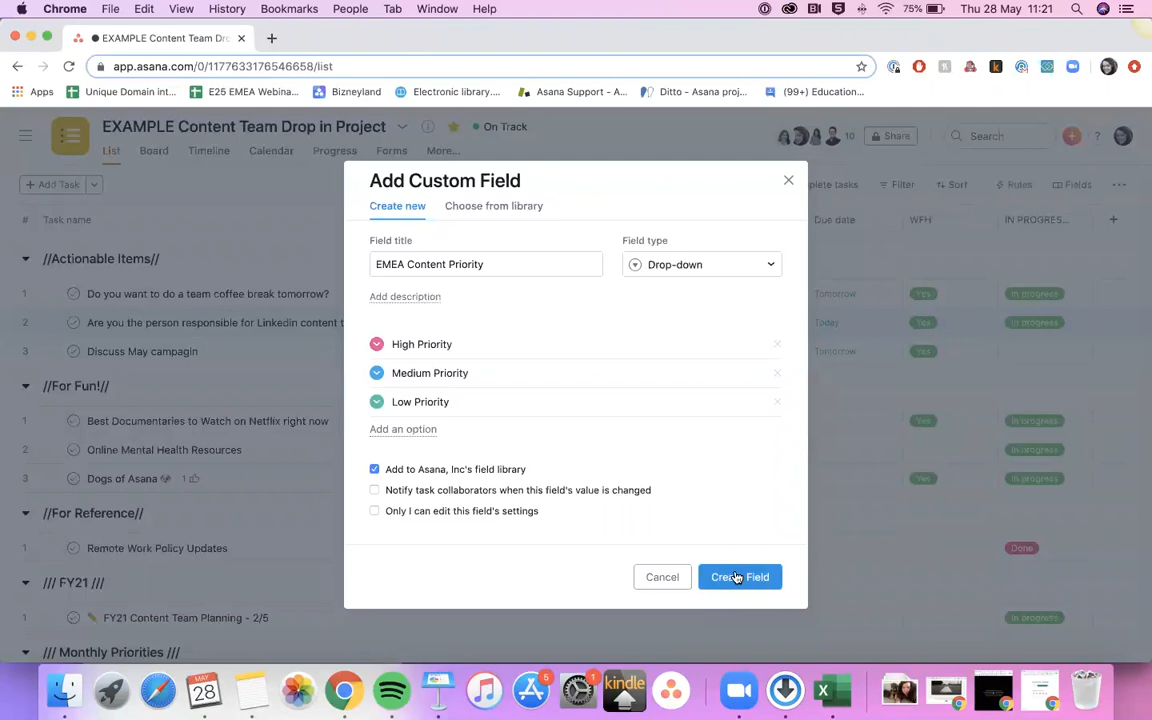 Chrome File Edit View History Bookmarks People Tab Window Help 75% Thu 28 May 11:21
EXAMPLE Content Team Dr
app.asana.com/0/1177633176546658/list
Apps Unique Domain int... E25 EMEA Webina... Bizneyland Electronic library.... Asana Support - A... Ditto - Asana proj... (99+) Education...
EXAMPLE Content Team Drop in Project On Track 10 Share Search ?
List Board Timeline Calendar Progress Forms More...
+ Add Task plete tasks Filter Sort Rules Fields
# Task name Due date WFH IN PROGRES... +
//Actionable Items//
1 Do you want to do a team coffee break tomorrow? Tomorrow Yes In progress
2 Are you the person responsible for Linkedin content t Today Yes In progress
3 Discuss May campagin Tomorrow Yes
//For Fun!//
1 Best Documentaries to Watch on Netflix right now Yes In progress
2 Online Mental Health Resources In progress
3 Dogs of Asana 1 Yes In progress
//For Reference//
1 Remote Work Policy Updates Done
/// FY21 ///
1 FY21 Content Team Planning - 2/5 In progress
/// Monthly Priorities ///
Add Custom Field
Create new Choose from library
Field title Field type
EMEA Content Priority Drop-down
Add description
High Priority
Medium Priority
Low Priority
Add an option
Add to Asana, Inc's field library
Notify task collaborators when this field's value is changed
Only I can edit this field's settings
Cancel Create Field
MAY 28 5 1 kindle X